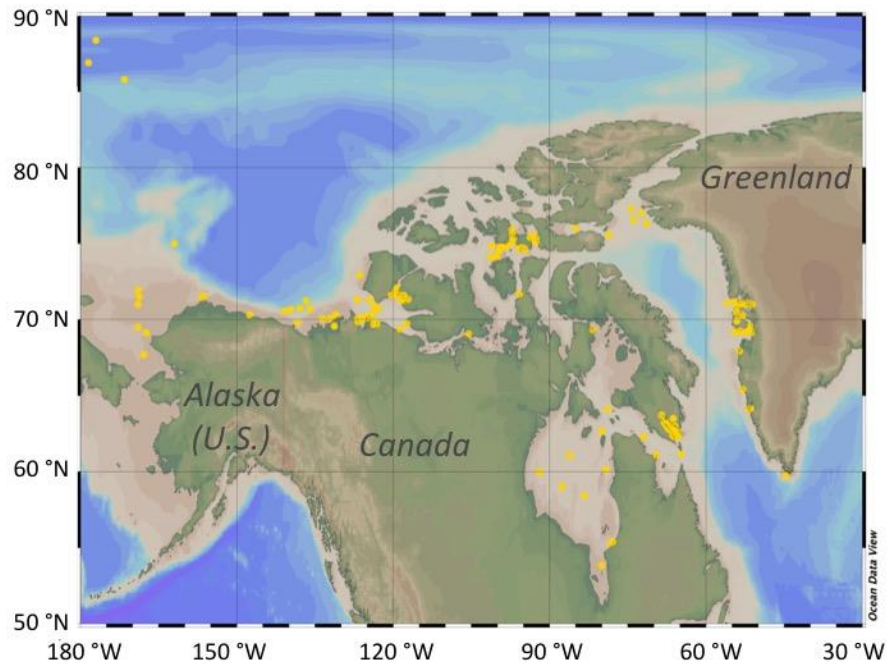 90 °N
80 °N
Greenland
70 °N
Alaska
(U.S.)
Canada
60 °N
50 °N
180 °W 150 °W 120 °W 90 °W 60 °W 30 °W
Ocean Data View